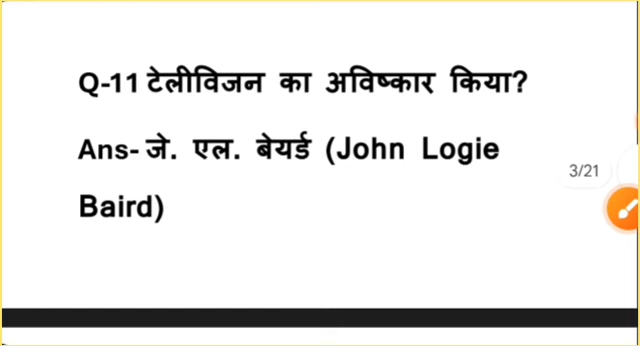 Q-11 टेलीविजन का अविष्कार किया?
Ans- जे. एल. बेयर्ड (John Logie
3/21
Baird)